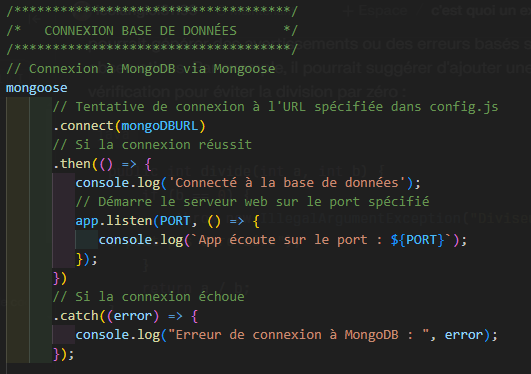 /************************************/
/*   CONNEXION BASE DE DONNÉES      */
/************************************/
// Connexion à MongoDB via Mongoose
mongoose
      // Tentative de connexion à l'URL spécifiée dans config.js
      .connect(mongoDBURL)
      // Si la connexion réussit
      .then(() => {
         console.log('Connecté à la base de données');
         // Démarre le serveur web sur le port spécifié
         app.listen(PORT, () => {
            console.log(`App écoute sur le port : ${PORT}`);
         });
      })
      // Si la connexion échoue
      .catch((error) => {
         console.log("Erreur de connexion à MongoDB : ", error);
      });